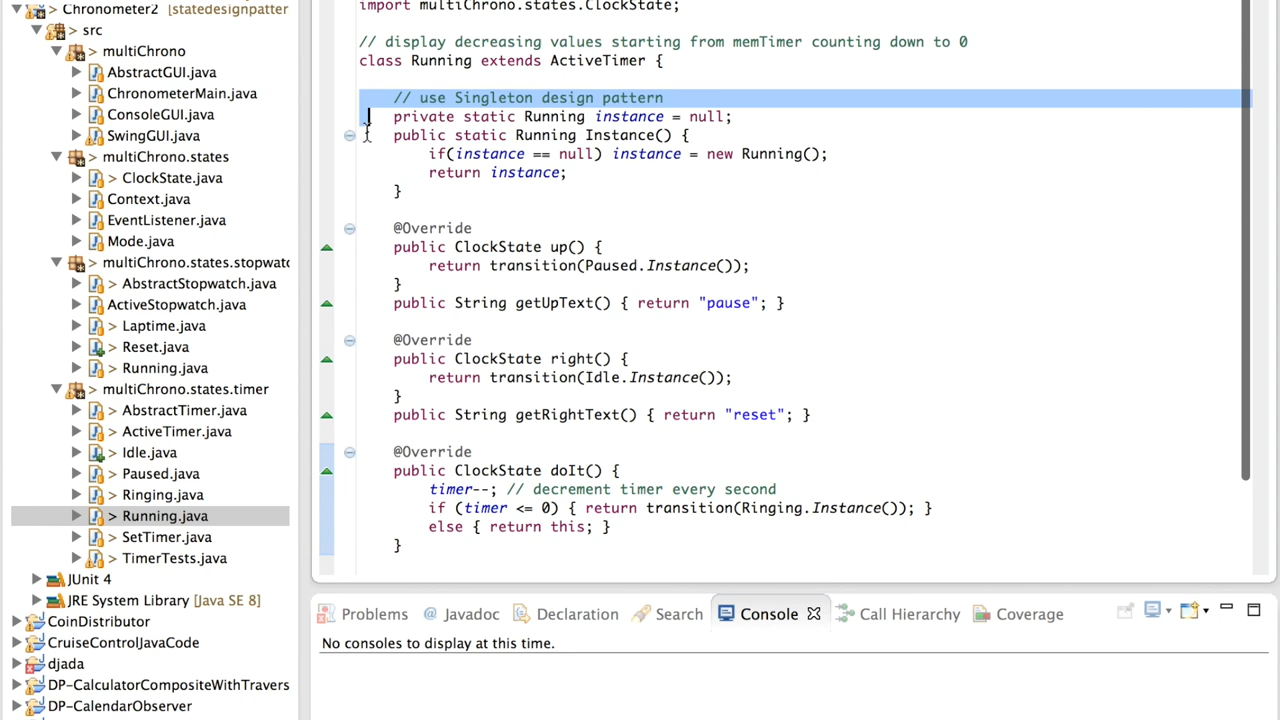 > Chronometer2 [statedesignpatter
> src
> multiChrono
AbstractGUI.java
ChronometerMain.java
ConsoleGUI.java
SwingGUI.java
> multiChrono.states
> ClockState.java
Context.java
EventListener.java
Mode.java
> multiChrono.states.stopwatc
> AbstractStopwatch.java
ActiveStopwatch.java
> Laptime.java
> Reset.java
> Running.java
> multiChrono.states.timer
> AbstractTimer.java
> ActiveTimer.java
> Idle.java
> Paused.java
> Ringing.java
> Running.java
> SetTimer.java
> TimerTests.java
JUnit 4
JRE System Library [Java SE 8]
CoinDistributor
CruiseControlJavaCode
djada
DP-CalculatorCompositeWithTravers
DP-CalendarObserver
import multiChrono.states.ClockState;
// display decreasing values starting from memTimer counting down to 0
class Running extends ActiveTimer {
// use Singleton design pattern
private static Running instance = null;
public static Running Instance() {
if(instance == null) instance = new Running();
return instance;
}
@Override
public ClockState up() {
return transition(Paused.Instance());
}
public String getUpText() { return "pause"; }
@Override
public ClockState right() {
return transition(Idle.Instance());
}
public String getRightText() { return "reset"; }
@Override
public ClockState doIt() {
timer--; // decrement timer every second
if (timer <= 0) { return transition(Ringing.Instance()); }
else { return this; }
}
Problems @ Javadoc Declaration Search Console Call Hierarchy Coverage
No consoles to display at this time.